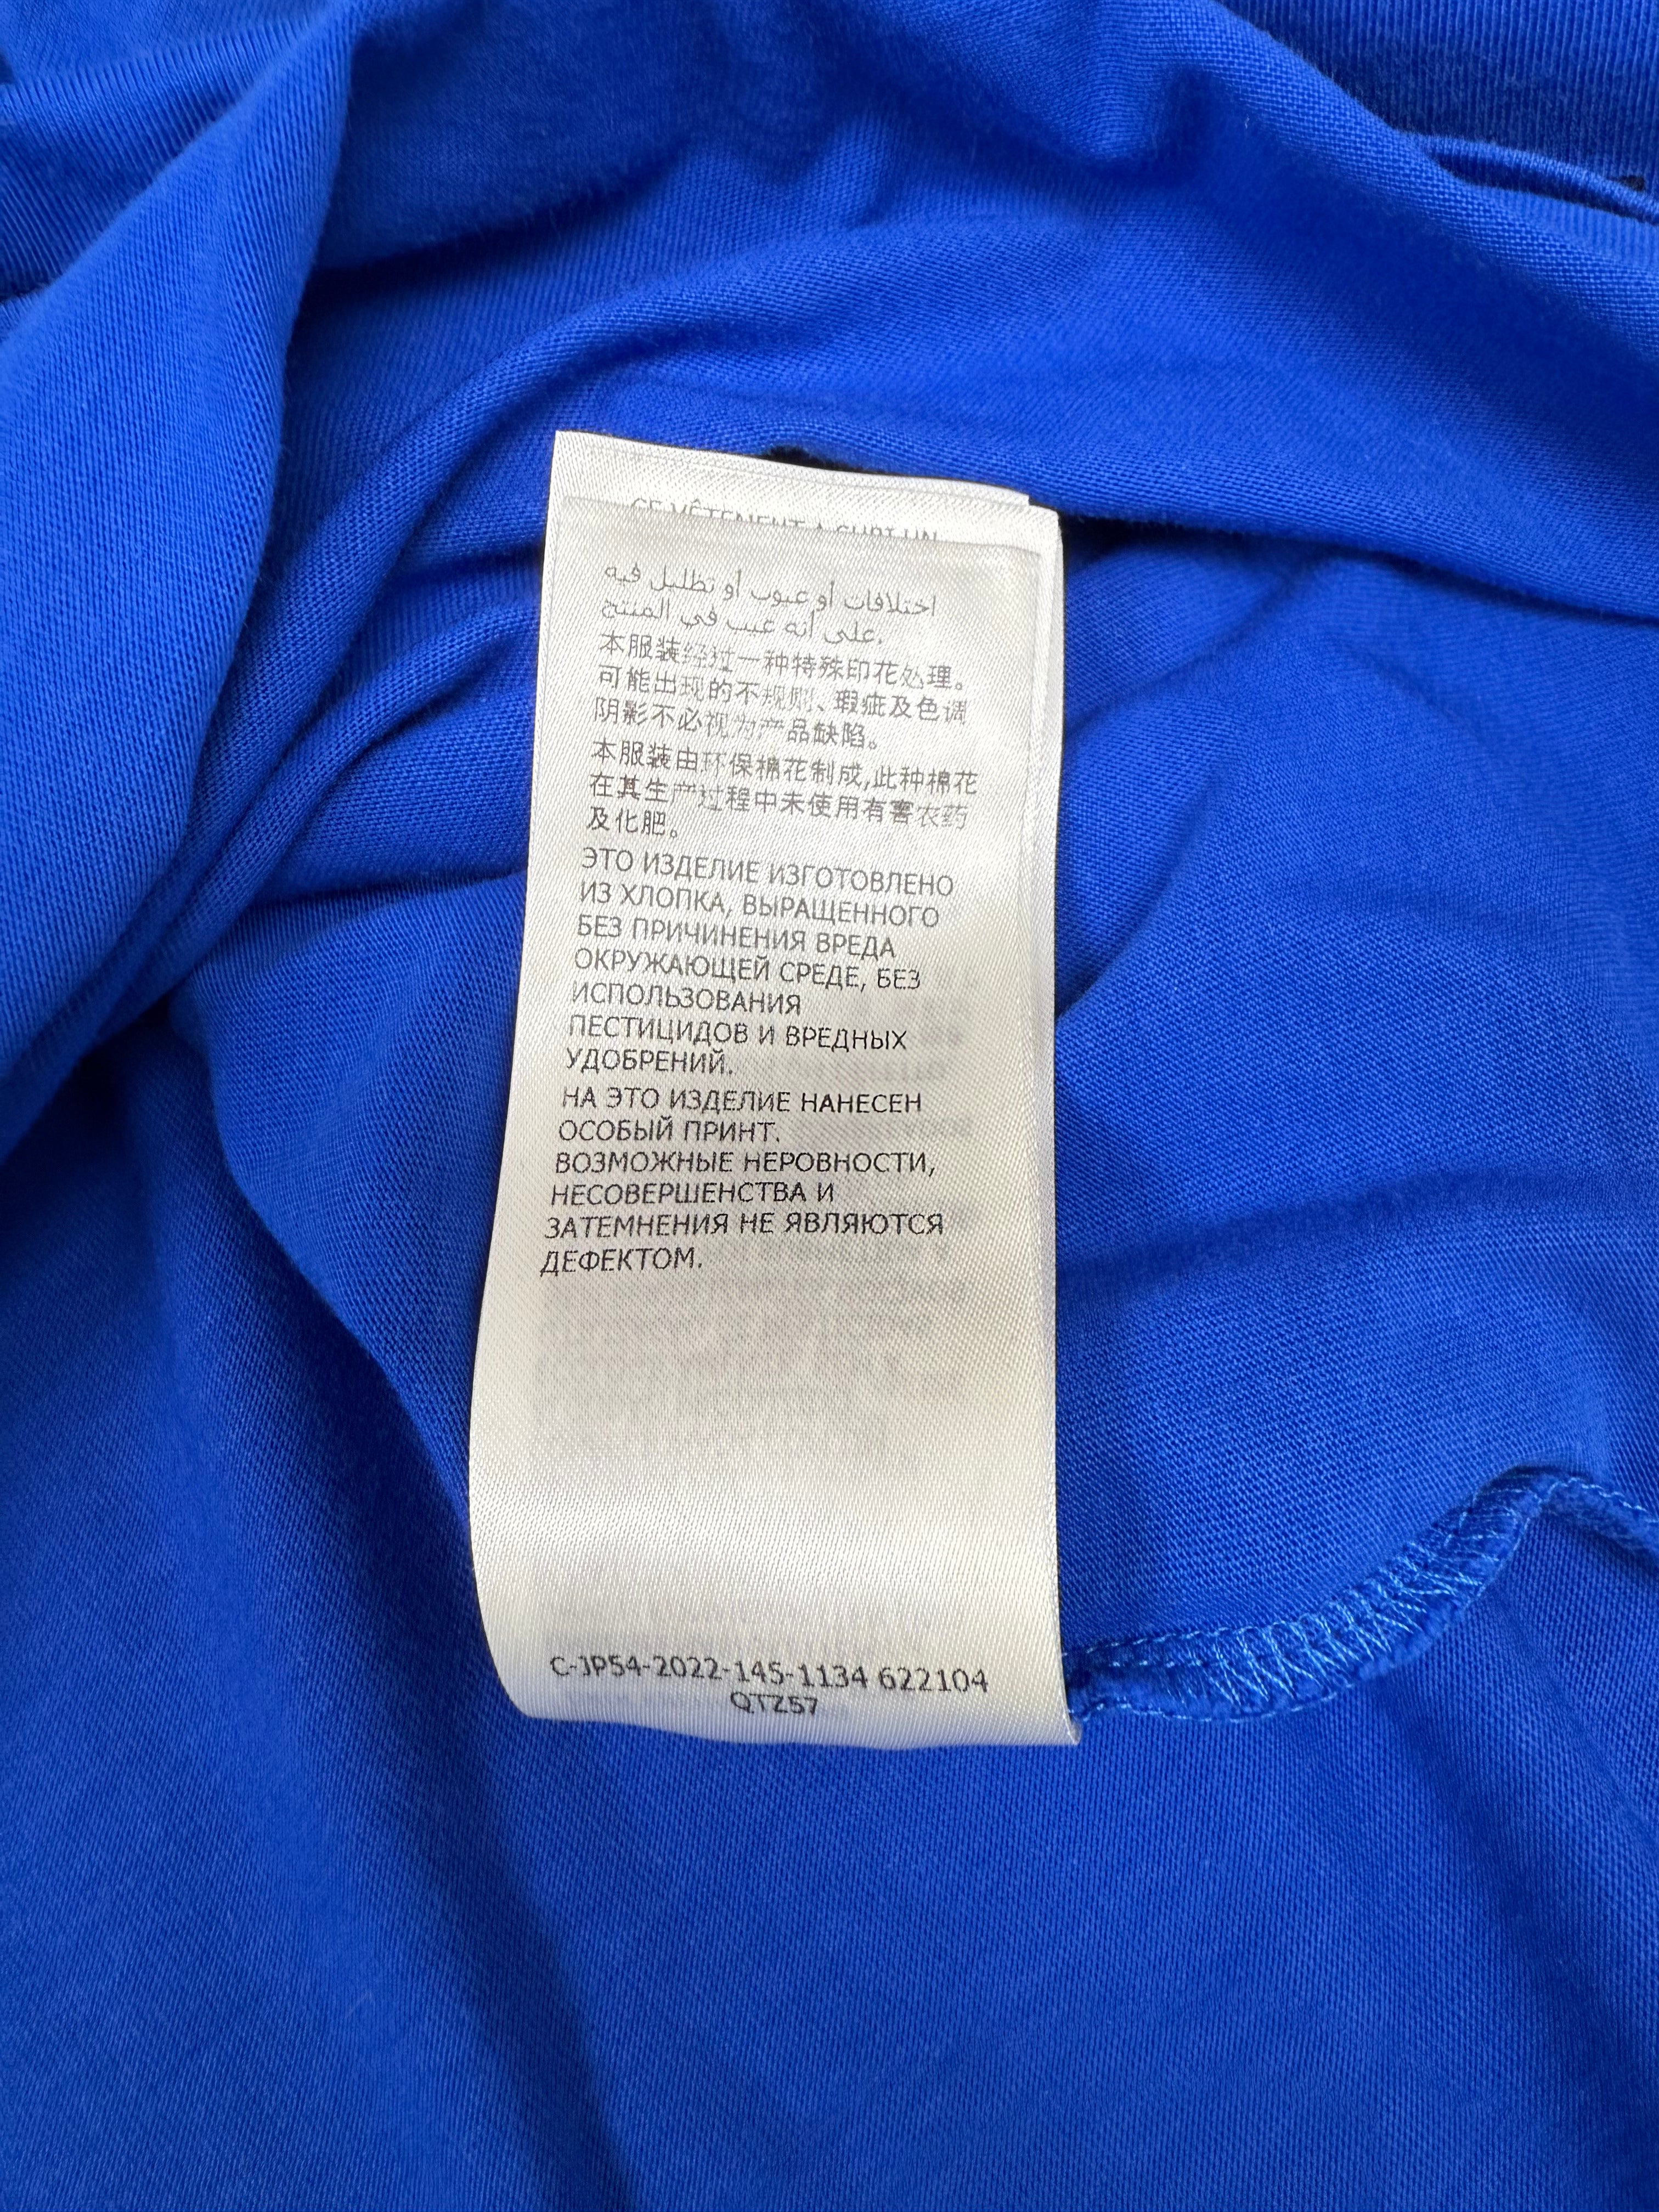 CE VÊTEMENT A SUBI UN
اختلافات أو عيوب أو تظليل فيه
على أنه عيب في المنتج.
本服装经过一种特殊印花处理。
可能出现的不规则、瑕疵及色调
阴影不必视为产品缺陷。
本服装由环保棉花制成,此种棉花
在其生产过程中未使用有害农药
及化肥。
ЭТО ИЗДЕЛИЕ ИЗГОТОВЛЕНО
ИЗ ХЛОПКА, ВЫРАЩЕННОГО
БЕЗ ПРИЧИНЕНИЯ ВРЕДА
ОКРУЖАЮЩЕЙ СРЕДЕ, БЕЗ
ИСПОЛЬЗОВАНИЯ
ПЕСТИЦИДОВ И ВРЕДНЫХ
УДОБРЕНИЙ.
НА ЭТО ИЗДЕЛИЕ НАНЕСЕН
ОСОБЫЙ ПРИНТ.
ВОЗМОЖНЫЕ НЕРОВНОСТИ,
НЕСОВЕРШЕНСТВА И
ЗАТЕМНЕНИЯ НЕ ЯВЛЯЮТСЯ
ДЕФЕКТОМ.
C-JP54-2022-145-1134 622104
QTZ57